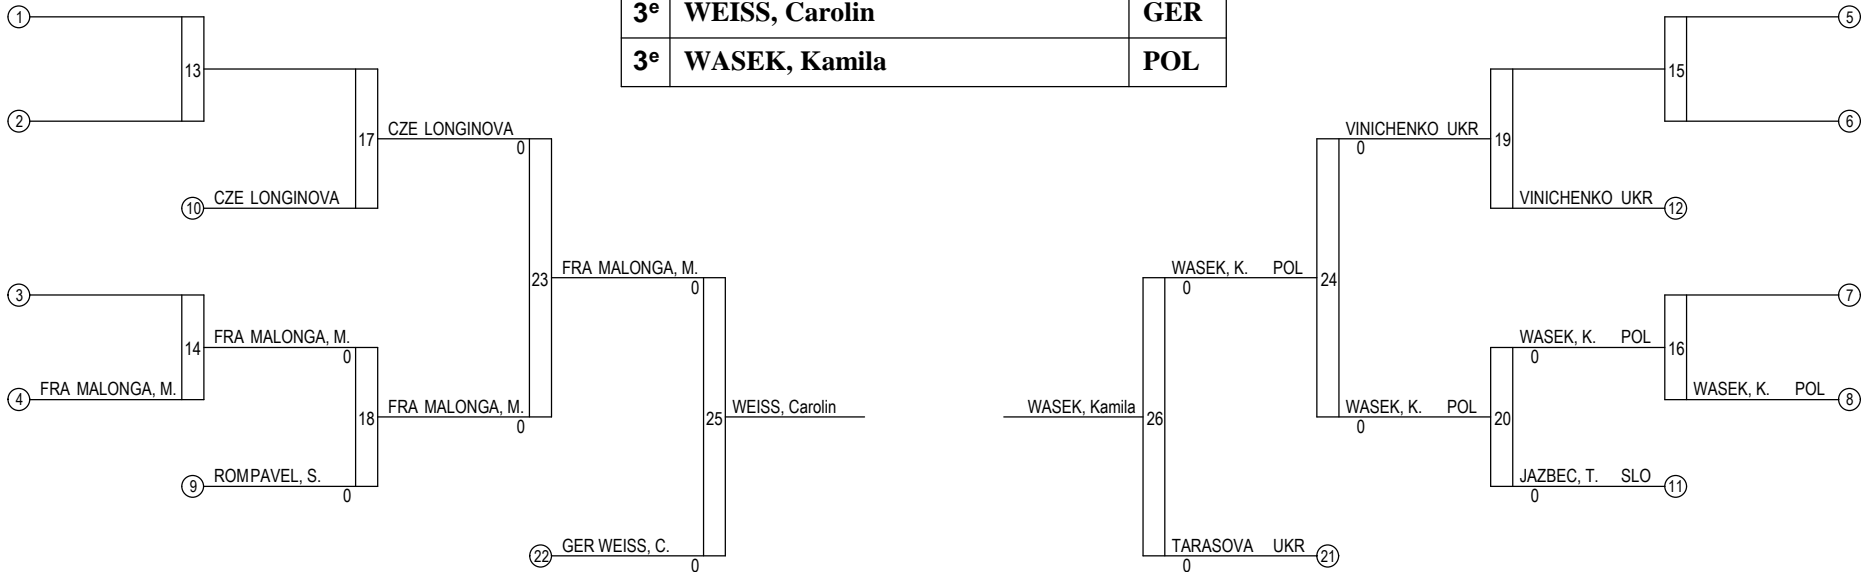 3e WEISS, Carolin GER
3e WASEK, Kamila POL
1 5
13 15
2 6
17 CZE LONGINOVA VINICHENKO UKR 19
0 0
10 CZE LONGINOVA VINICHENKO UKR 12
23 FRA MALONGA, M. WASEK, K. POL 24
0 0
3 7
14 FRA MALONGA, M. WASEK, K. POL 16
0 0
4 FRA MALONGA, M. WASEK, K. POL 8
18 FRA MALONGA, M. 25 WEISS, Carolin WASEK, Kamila 26 WASEK, K. POL 20
0 0
9 ROMPAVEL, S. JAZBEC, T. SLO 11
0 0
22 GER WEISS, C. TARASOVA UKR 21
0 0